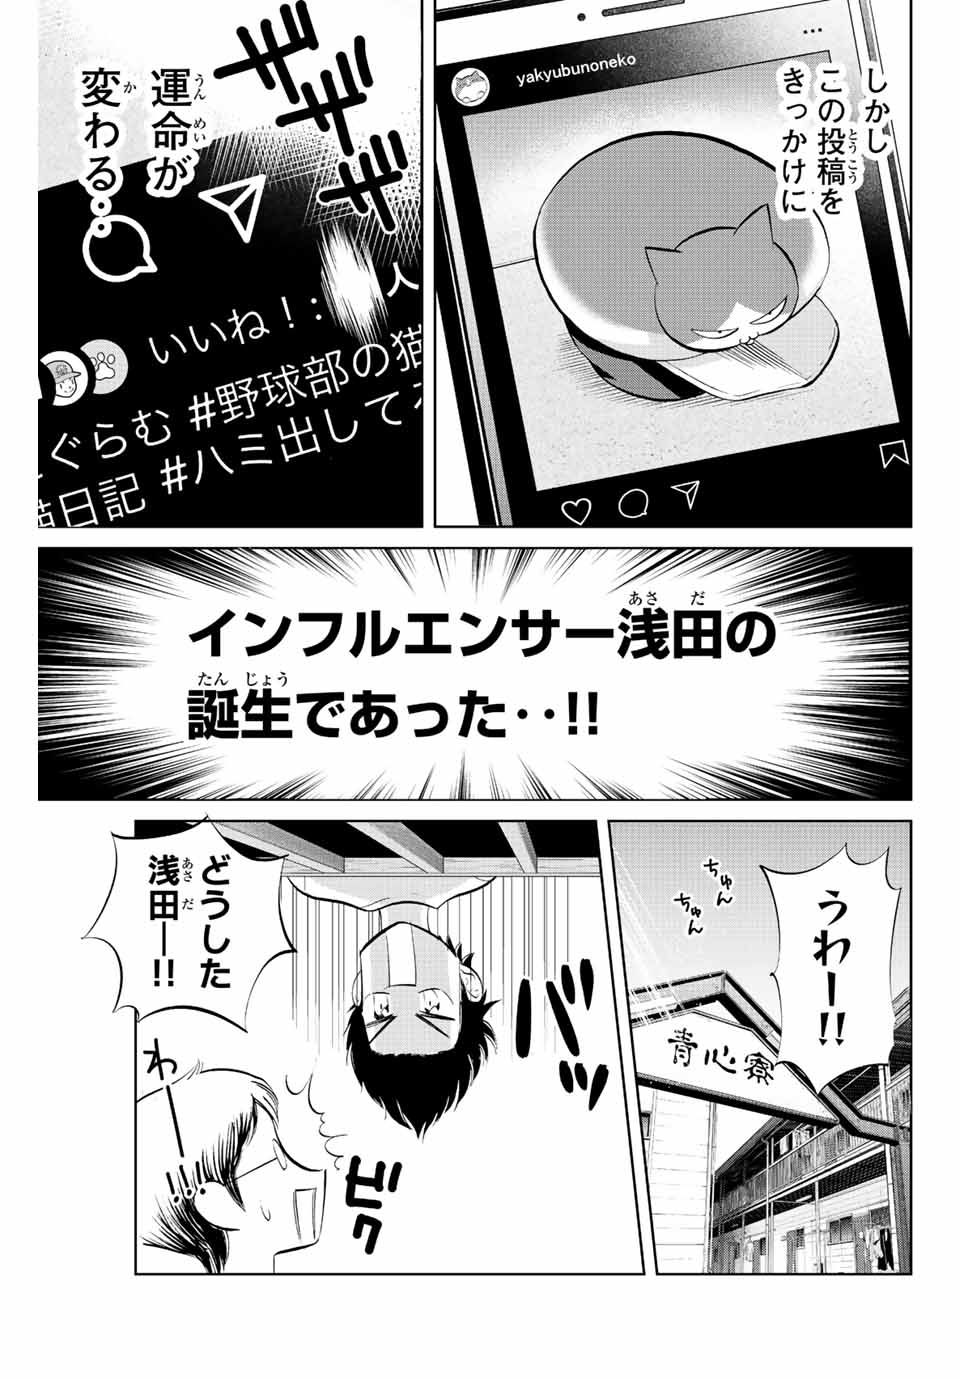 しかし
この投稿を
きっかけに
yakyubunoneko
運命が
変わる‥
ギギギ
人
いいね！:
ぐらむ #野球部の猫
猫日記 #ハミ出してる
インフルエンサー浅田の
誕生であった‥!!
うわー!!
ちゅん
ちゅん
青心寮
どうした
浅田―!!
バッ
ビク
わ